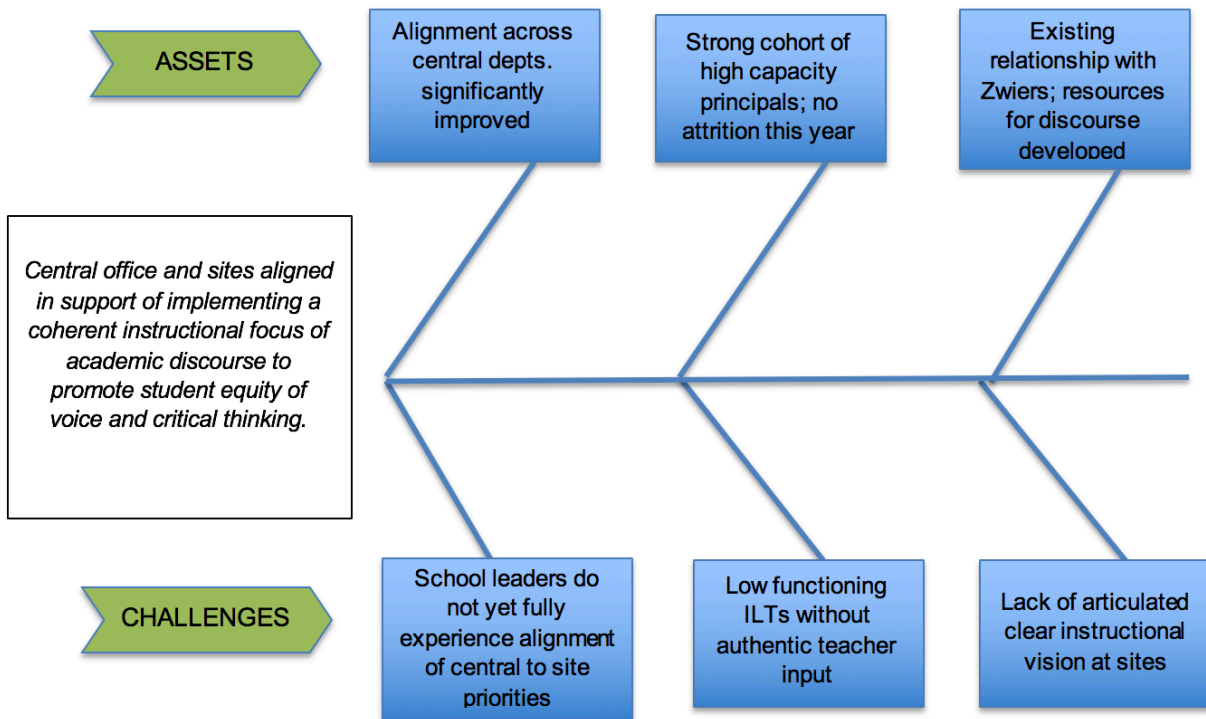 ASSETS
Alignment across
central depts.
significantly
improved
Strong cohort of
high capacity
principals; no
attrition this year
Existing
relationship with
Zwiers; resources
for discourse
developed
Central office and sites aligned
in support of implementing a
coherent instructional focus of
academic discourse to
promote student equity of
voice and critical thinking.
CHALLENGES
School leaders do
not yet fully
experience alignment
of central to site
priorities
Low functioning
ILTs without
authentic teacher
input
Lack of articulated
clear instructional
vision at sites